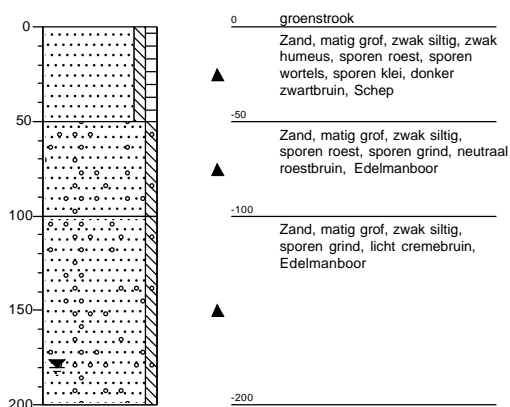 0
50
100
150
200
0 groenstrook
Zand, matig grof, zwak siltig, zwak
humeus, sporen roest, sporen
wortels, sporen klei, donker
zwartbruin, Schep
-50
Zand, matig grof, zwak siltig,
sporen roest, sporen grind, neutraal
roestbruin, Edelmanboor
-100
Zand, matig grof, zwak siltig,
sporen grind, licht cremebruin,
Edelmanboor
-200